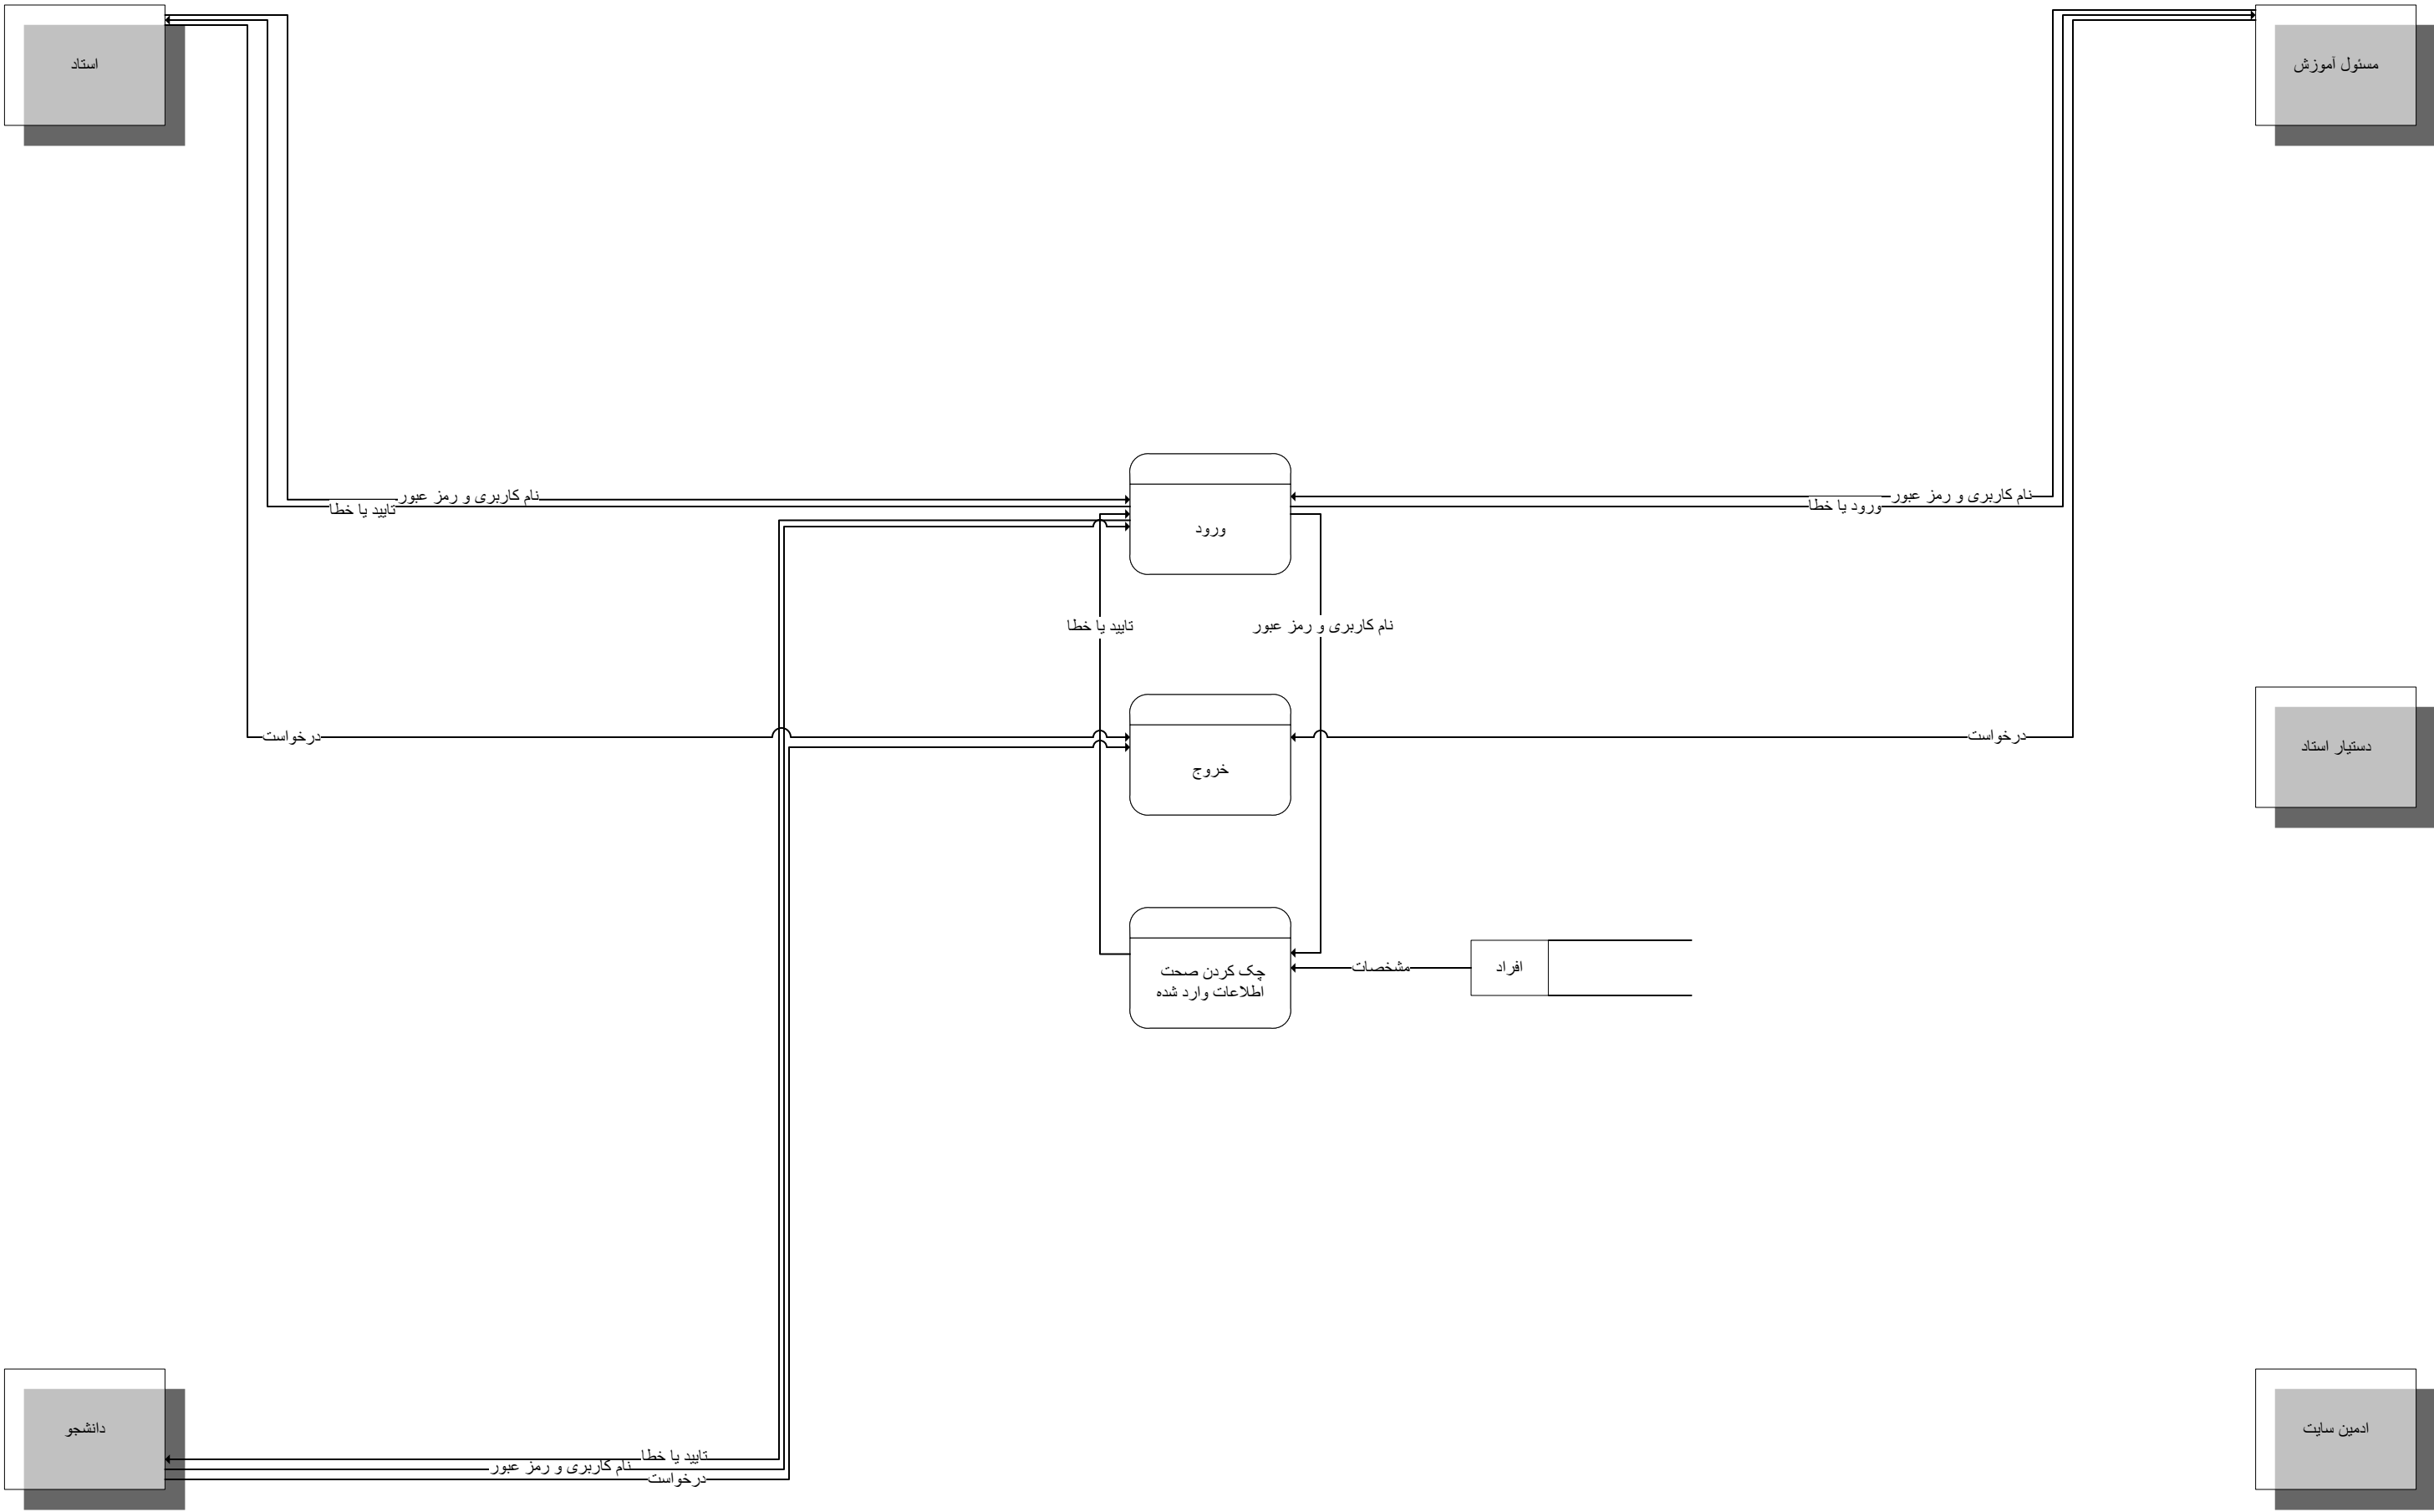 استاد
مسئول آموزش
نام کاربری و رمز عبور
تایید یا خطا
نام کاربری و رمز عبور
ورود یا خطا
ورود
تایید یا خطا
نام کاربری و رمز عبور
درخواست
درخواست
خروج
دستیار استاد
چک کردن صحت
اطلاعات وارد شده
مشخصات
افراد
دانشجو
تایید یا خطا
نام کاربری و رمز عبور
درخواست
ادمین سایت